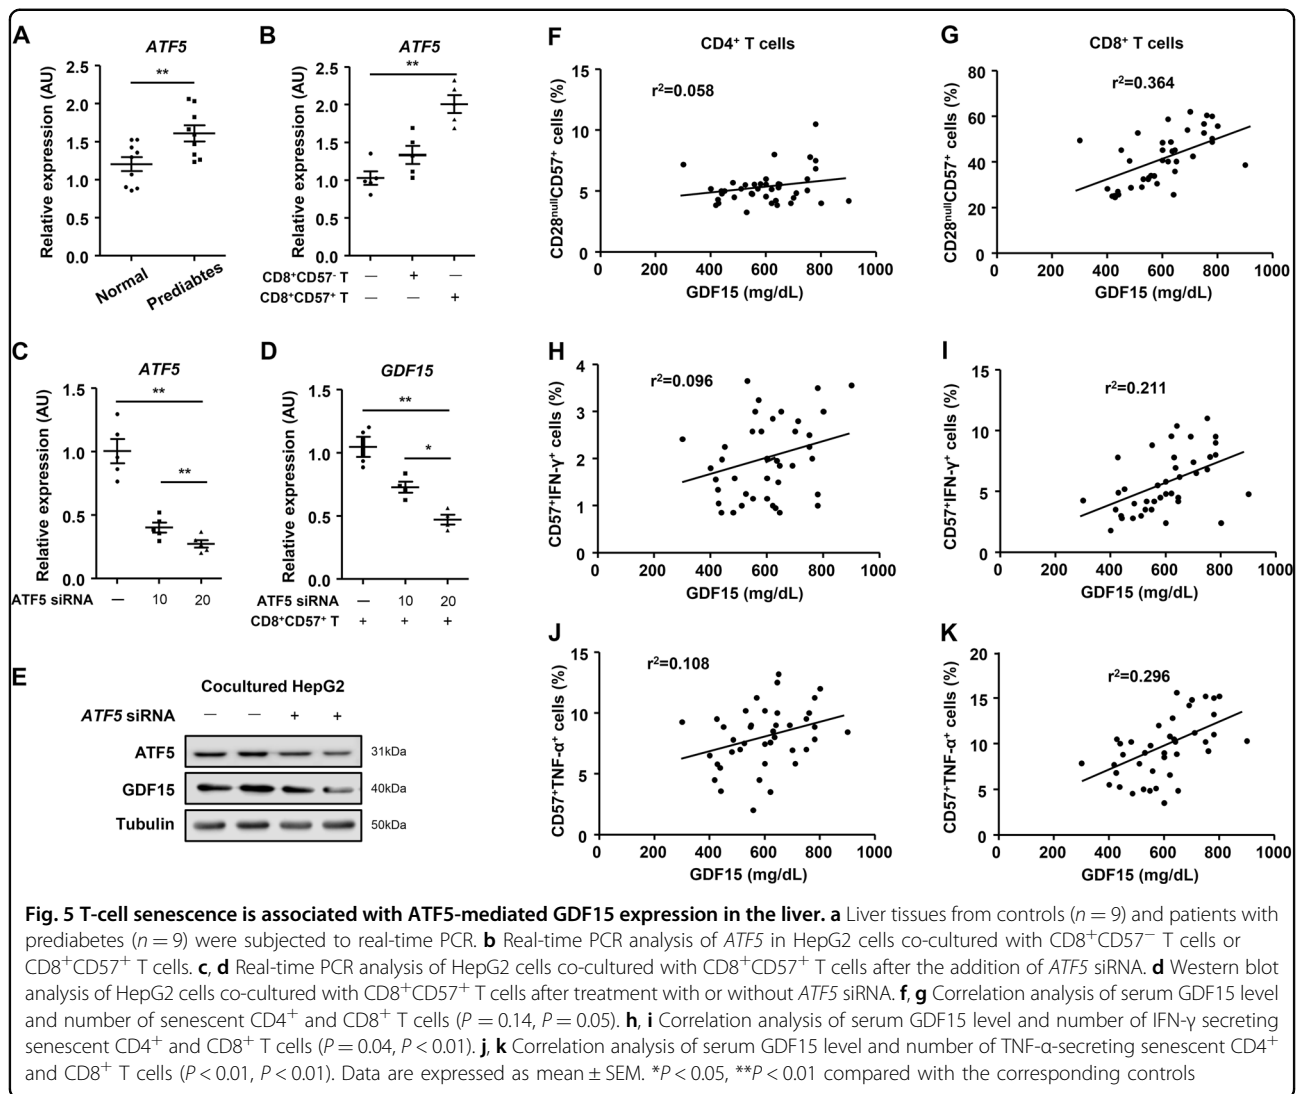 A
ATF5
**
Relative expression (AU)
2.5
2.0
1.5
1.0
0.5
0.0
Normal
Prediabtes
B
ATF5
**
Relative expression (AU)
2.5
2.0
1.5
1.0
0.5
0.0
CD8⁺CD57⁻ T — + —
CD8⁺CD57⁺ T — — +
F
CD4⁺ T cells
r²=0.058
CD28ⁿᵘˡˡCD57⁺ cells (%)
15
10
5
0
0 200 400 600 800 1000
GDF15 (mg/dL)
G
CD8⁺ T cells
r²=0.364
CD28ⁿᵘˡˡCD57⁺ cells (%)
80
60
40
20
0
0 200 400 600 800 1000
GDF15 (mg/dL)
C
ATF5
**
**
Relative expression (AU)
1.5
1.0
0.5
0.0
ATF5 siRNA — 10 20
D
GDF15
**
*
Relative expression (AU)
1.5
1.0
0.5
0.0
ATF5 siRNA — 10 20
CD8⁺CD57⁺ T + + +
H
r²=0.096
CD57⁺IFN-γ⁺ cells (%)
4
3
2
1
0
0 200 400 600 800 1000
GDF15 (mg/dL)
I
r²=0.211
CD57⁺IFN-γ⁺ cells (%)
15
10
5
0
0 200 400 600 800 1000
GDF15 (mg/dL)
E
Cocultured HepG2
ATF5 siRNA — — + +
ATF5 31kDa
GDF15 40kDa
Tubulin 50kDa
J
r²=0.108
CD57⁺TNF-α⁺ cells (%)
15
10
5
0
0 200 400 600 800 1000
GDF15 (mg/dL)
K
r²=0.296
CD57⁺TNF-α⁺ cells (%)
20
15
10
5
0
0 200 400 600 800 1000
GDF15 (mg/dL)
Fig. 5 T-cell senescence is associated with ATF5-mediated GDF15 expression in the liver. a Liver tissues from controls (n = 9) and patients with
prediabetes (n = 9) were subjected to real-time PCR. b Real-time PCR analysis of ATF5 in HepG2 cells co-cultured with CD8⁺CD57⁻ T cells or
CD8⁺CD57⁺ T cells. c, d Real-time PCR analysis of HepG2 cells co-cultured with CD8⁺CD57⁺ T cells after the addition of ATF5 siRNA. d Western blot
analysis of HepG2 cells co-cultured with CD8⁺CD57⁺ T cells after treatment with or without ATF5 siRNA. f, g Correlation analysis of serum GDF15 level
and number of senescent CD4⁺ and CD8⁺ T cells (P = 0.14, P = 0.05). h, i Correlation analysis of serum GDF15 level and number of IFN-γ secreting
senescent CD4⁺ and CD8⁺ T cells (P = 0.04, P < 0.01). j, k Correlation analysis of serum GDF15 level and number of TNF-α-secreting senescent CD4⁺
and CD8⁺ T cells (P < 0.01, P < 0.01). Data are expressed as mean ± SEM. *P < 0.05, **P < 0.01 compared with the corresponding controls